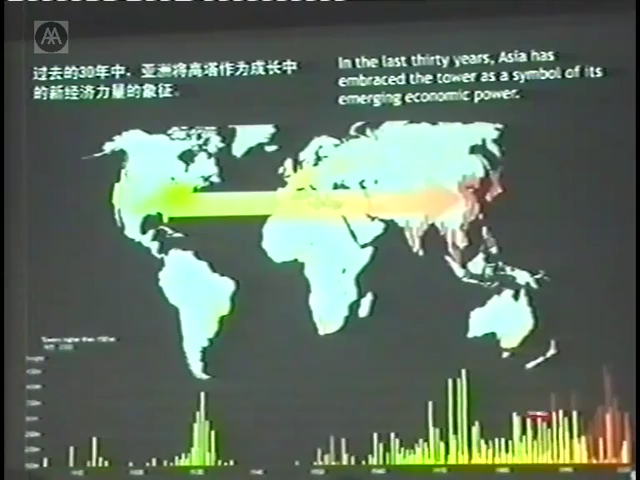 AA
过去的30年中，亚洲将高塔作为成长中
的新经济力量的象征.
In the last thirty years, Asia has
embraced the tower as a symbol of its
emerging economic power.